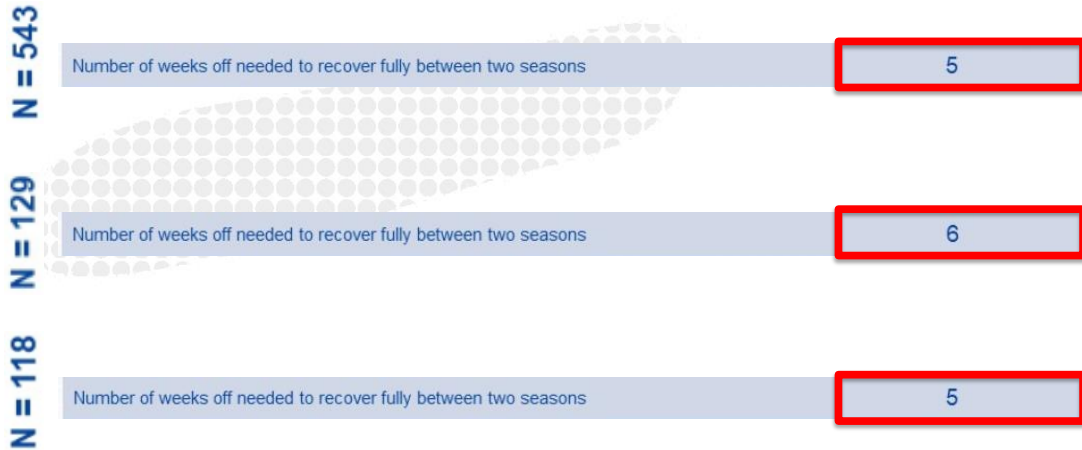 N = 543
Number of weeks off needed to recover fully between two seasons 5
N = 129
Number of weeks off needed to recover fully between two seasons 6
N = 118
Number of weeks off needed to recover fully between two seasons 5